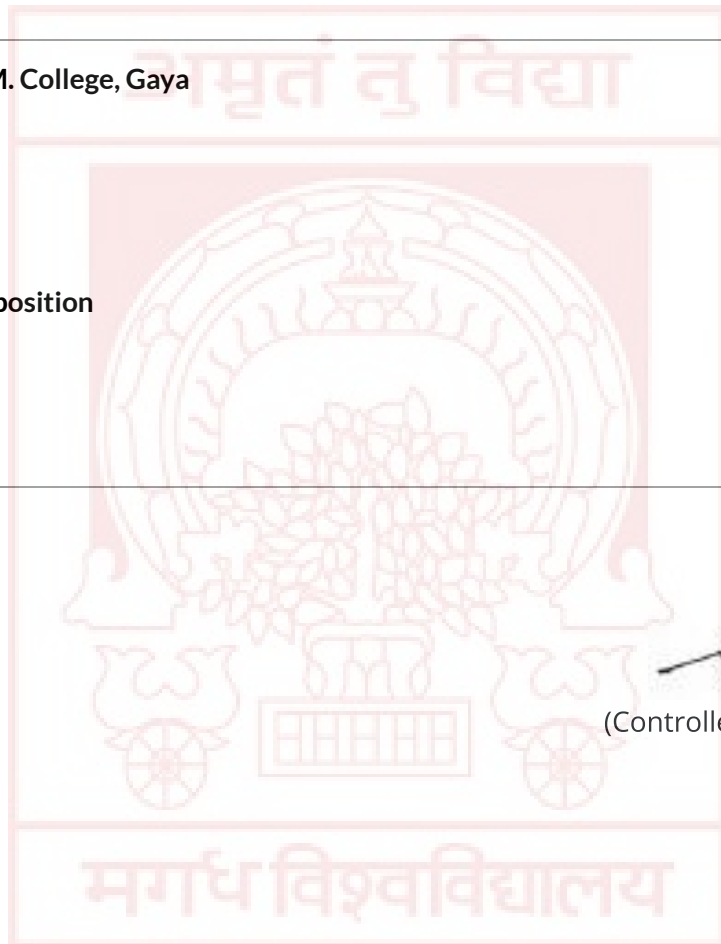 अमृतं तु विद्या
M. College, Gaya
position
(Controlle
मगध विश्वविद्यालय